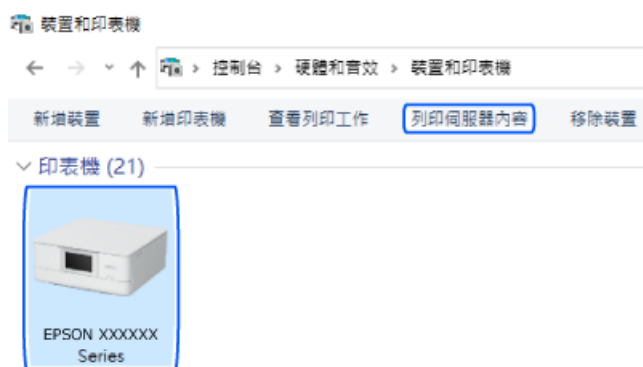 裝置和印表機
控制台 › 硬體和音效 › 裝置和印表機
新增裝置 新增印表機 查看列印工作 列印伺服器內容 移除裝置
印表機 (21)
EPSON XXXXXX
Series